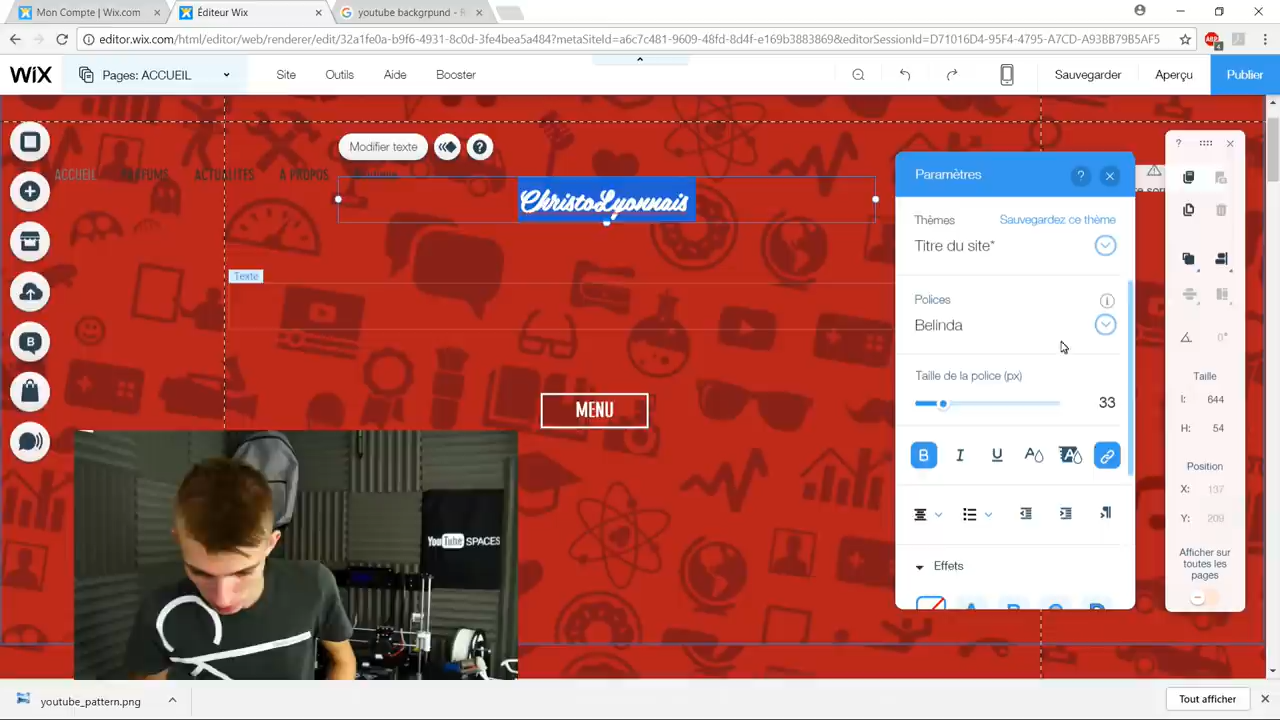 Mon Compte | Wix.com
Éditeur Wix
youtube backgrpund - R
editor.wix.com/html/editor/web/renderer/edit/32a1fe0a-b9f6-4931-8c0d-3fe4bea5a484?metaSiteId=a6c7c481-9609-48fd-8d4f-e169b3883869&editorSessionId=D71016D4-95F4-4795-A7CD-A93BB79B5AF5
WiX
Pages: ACCUEIL
Site
Outils
Aide
Booster
Sauvegarder
Aperçu
Publier
Modifier texte
ACCUEIL
ACTUALITÉS
À PROPOS
ChristoLyonnais
Texte
MENU
Paramètres
Thèmes
Sauvegardez ce thème
Titre du site*
Polices
Belinda
Taille de la police (px)
33
Effets
Taille
l: 644
H: 54
Position
X: 137
Y: 209
0°
Afficher sur
toutes les
pages
YouTube SPACES
youtube_pattern.png
Tout afficher